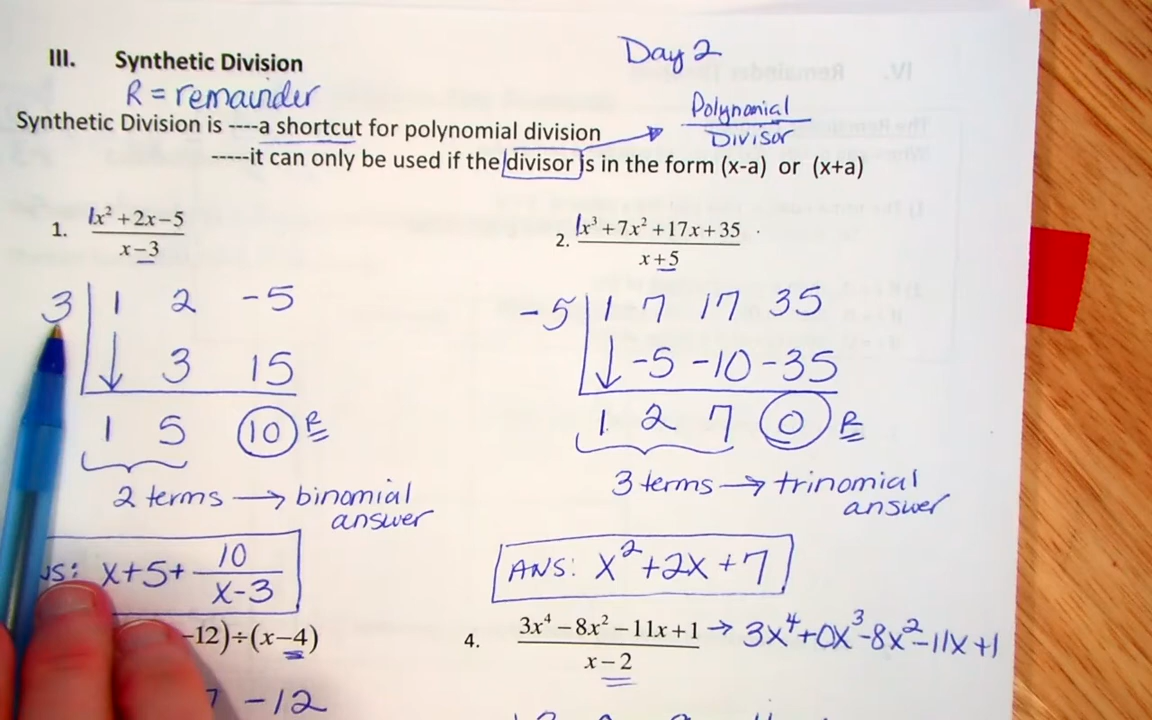 III. Synthetic Division
Day 2
R = remainder
Synthetic Division is ----a shortcut for polynomial division
Polynomial
Divisor
-----it can only be used if the divisor is in the form (x-a) or (x+a)
1. 1x² +2x−5
x−3
3 1 2 -5
3 15
1 5 10 R
2 terms → binomial
answer
x+5+ 10
x-3
2. 1x³ +7x² +17x+35
x+5
-5 1 7 17 35
-5 -10 -35
1 2 7 0 R
3 terms → trinomial
answer
ANS: x²+2x+7
−12)÷(x−4)
-12
4. 3x⁴ −8x² −11x+1 → 3x⁴+0x³-8x²-11x+1
x−2